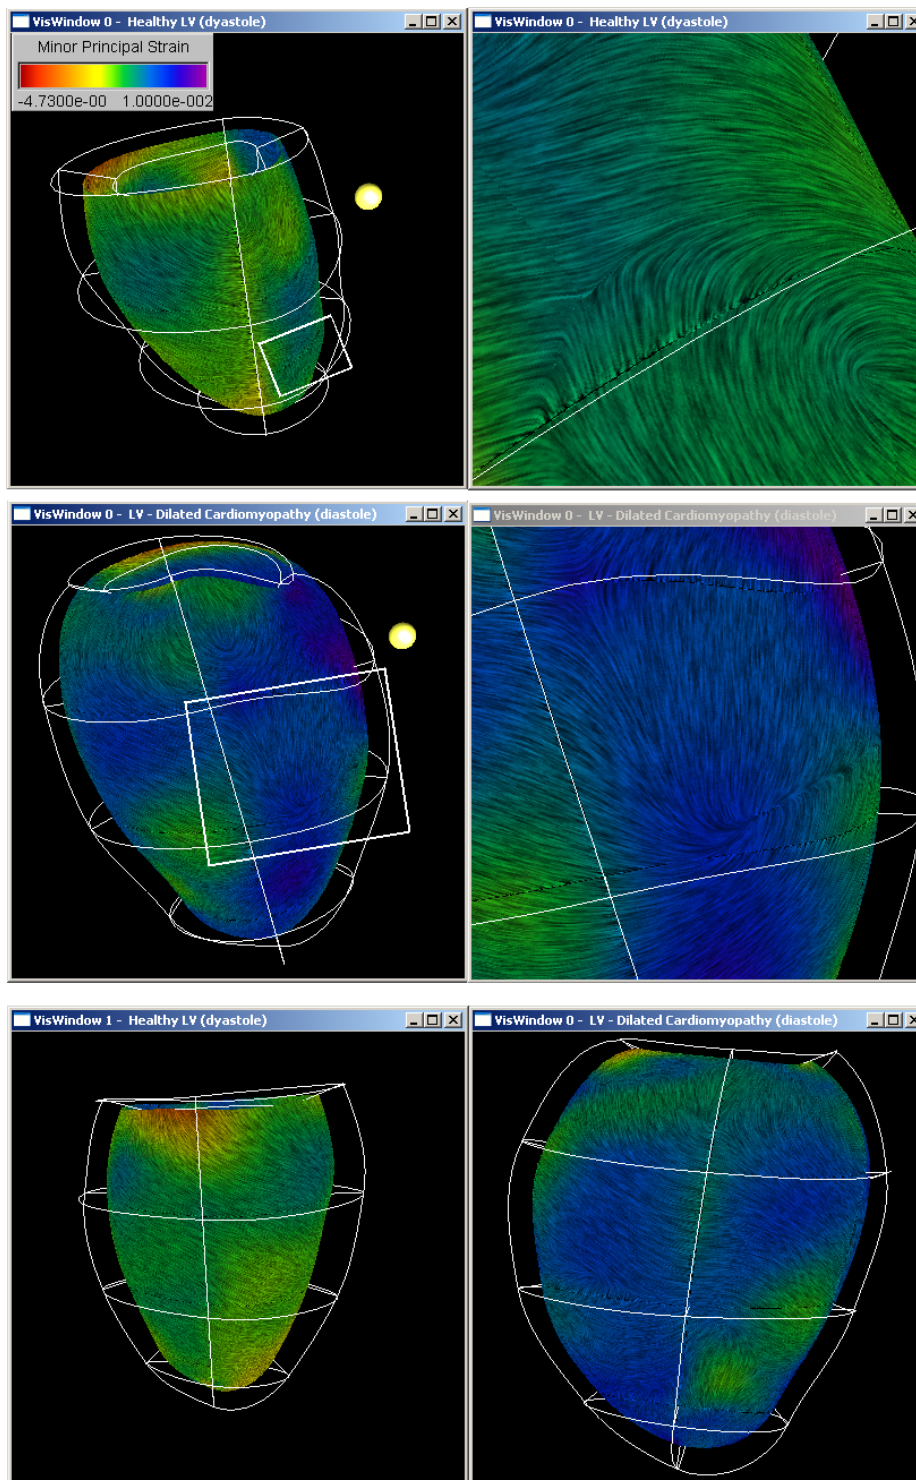 VisWindow 0 - Healthy LV (dyastole)
VisWindow 0 - Healthy LV (dyastole)
Minor Principal Strain
-4.7300e-00 1.0000e-002
VisWindow 0 - LV - Dilated Cardiomyopathy (diastole)
VisWindow 0 - LV - Dilated Cardiomyopathy (diastole)
VisWindow 1 - Healthy LV (dyastole)
VisWindow 0 - LV - Dilated Cardiomyopathy (diastole)